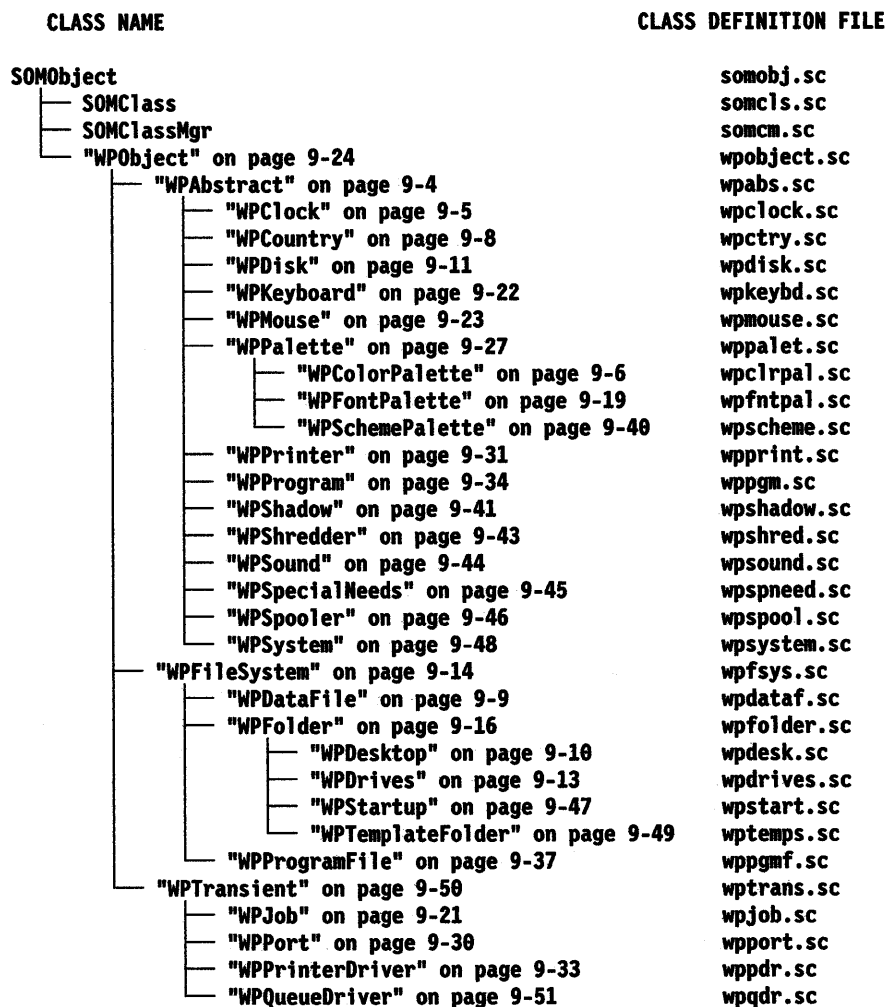 CLASS NAME CLASS DEFINITION FILE
SOMObject somobj.sc
SOMClass somcls.sc
SOMClassMgr somcm.sc
"WPObject" on page 9-24 wpobject.sc
"WPAbstract" on page 9-4 wpabs.sc
"WPClock" on page 9-5 wpclock.sc
"WPCountry" on page 9-8 wpctry.sc
"WPDisk" on page 9-11 wpdisk.sc
"WPKeyboard" on page 9-22 wpkeybd.sc
"WPMouse" on page 9-23 wpmouse.sc
"WPPalette" on page 9-27 wppalet.sc
"WPColorPalette" on page 9-6 wpclrpal.sc
"WPFontPalette" on page 9-19 wpfntpal.sc
"WPSchemePalette" on page 9-40 wpscheme.sc
"WPPrinter" on page 9-31 wpprint.sc
"WPProgram" on page 9-34 wppgm.sc
"WPShadow" on page 9-41 wpshadow.sc
"WPShredder" on page 9-43 wpshred.sc
"WPSound" on page 9-44 wpsound.sc
"WPSpecialNeeds" on page 9-45 wpspneed.sc
"WPSpooler" on page 9-46 wpspool.sc
"WPSystem" on page 9-48 wpsystem.sc
"WPFileSystem" on page 9-14 wpfsys.sc
"WPDataFile" on page 9-9 wpdataf.sc
"WPFolder" on page 9-16 wpfolder.sc
"WPDesktop" on page 9-10 wpdesk.sc
"WPDrives" on page 9-13 wpdrives.sc
"WPStartup" on page 9-47 wpstart.sc
"WPTemplateFolder" on page 9-49 wptemps.sc
"WPProgramFile" on page 9-37 wppgmf.sc
"WPTransient" on page 9-50 wptrans.sc
"WPJob" on page 9-21 wpjob.sc
"WPPort" on page 9-30 wpport.sc
"WPPrinterDriver" on page 9-33 wppdr.sc
"WPQueueDriver" on page 9-51 wpqdr.sc